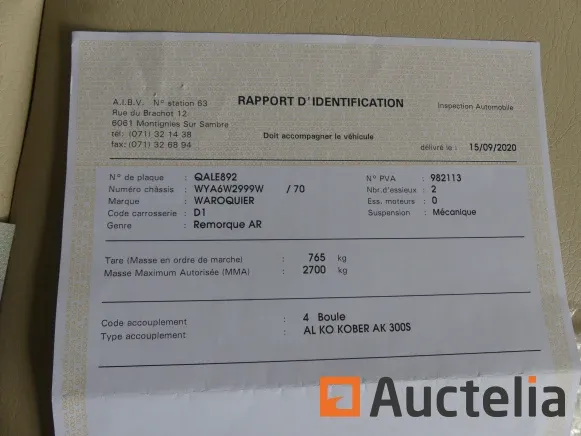 A.I.B.V. N° station 63
RAPPORT D'IDENTIFICATION
Inspection Automobile
Rue du Brachot 12
6061 Montignies Sur Sambre
tél: (071) 32 14 38
Doit accompagner le véhicule
fax: (071) 32 68 94
délivré le : 15/09/2020
N° de plaque : QALE892
N° PVA : 982113
Numéro châssis : WYA6W2999W / 70
Nbr.d'essieux : 2
Marque : WAROQUIER
Ess. moteurs : 0
Code carrosserie : D1
Suspension : Mécanique
Genre : Remorque AR
Tare (Masse en ordre de marche) : 765 kg
Masse Maximum Autorisée (MMA) : 2700 kg
Code accouplement : 4 Boule
Type accouplement : AL KO KOBER AK 300S
Auctelia